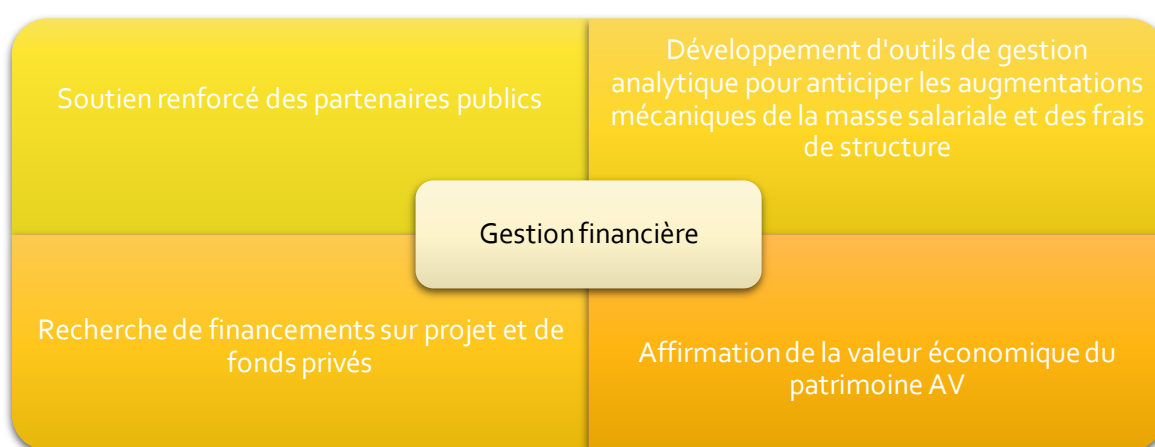 Soutien renforcé des partenaires publics
Développement d'outils de gestion
analytique pour anticiper les augmentations
mécaniques de la masse salariale et des frais
de structure
Gestion financière
Recherche de financements sur projet et de
fonds privés
Affirmation de la valeur économique du
patrimoine AV